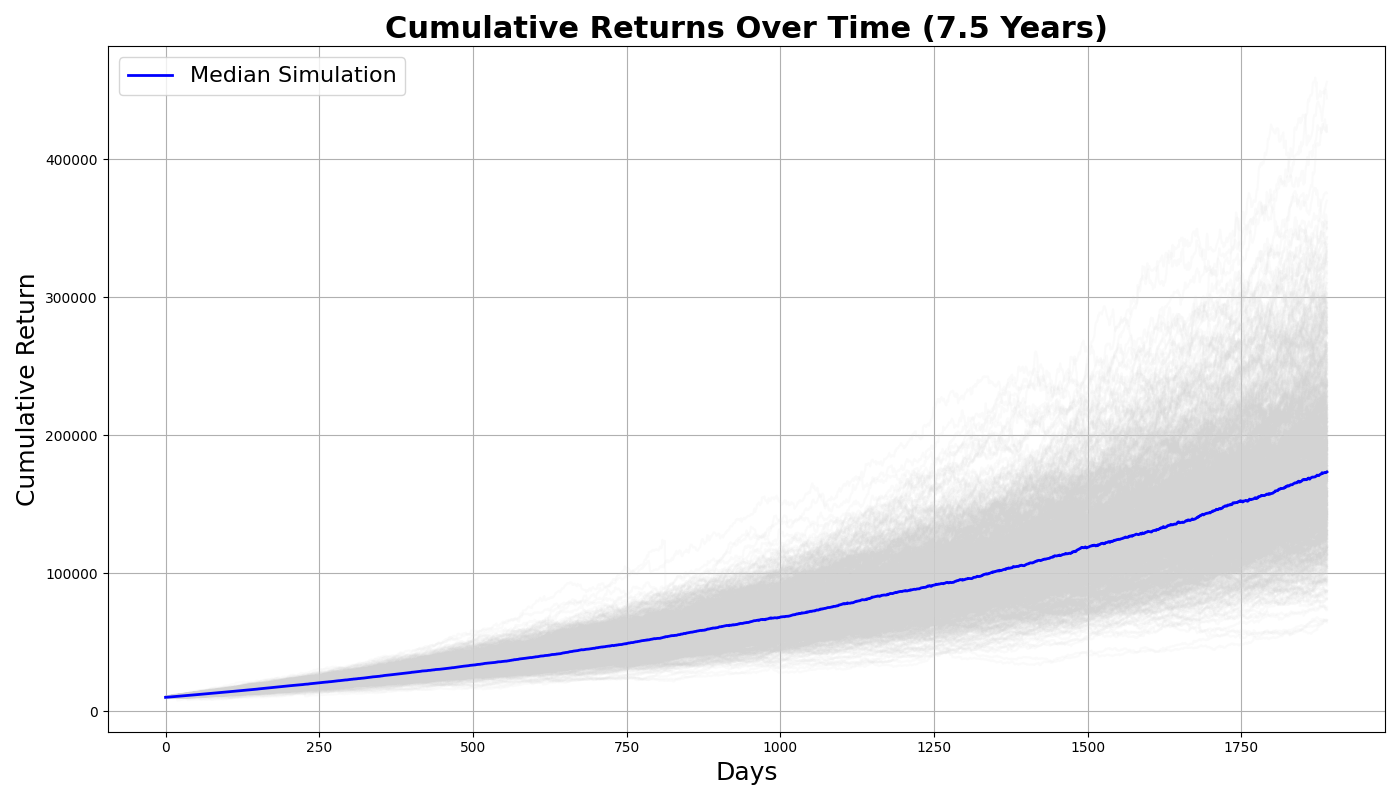 Cumulative Returns Over Time (7.5 Years)
Median Simulation
Cumulative Return
400000
300000
200000
100000
0
0 250 500 750 1000 1250 1500 1750
Days